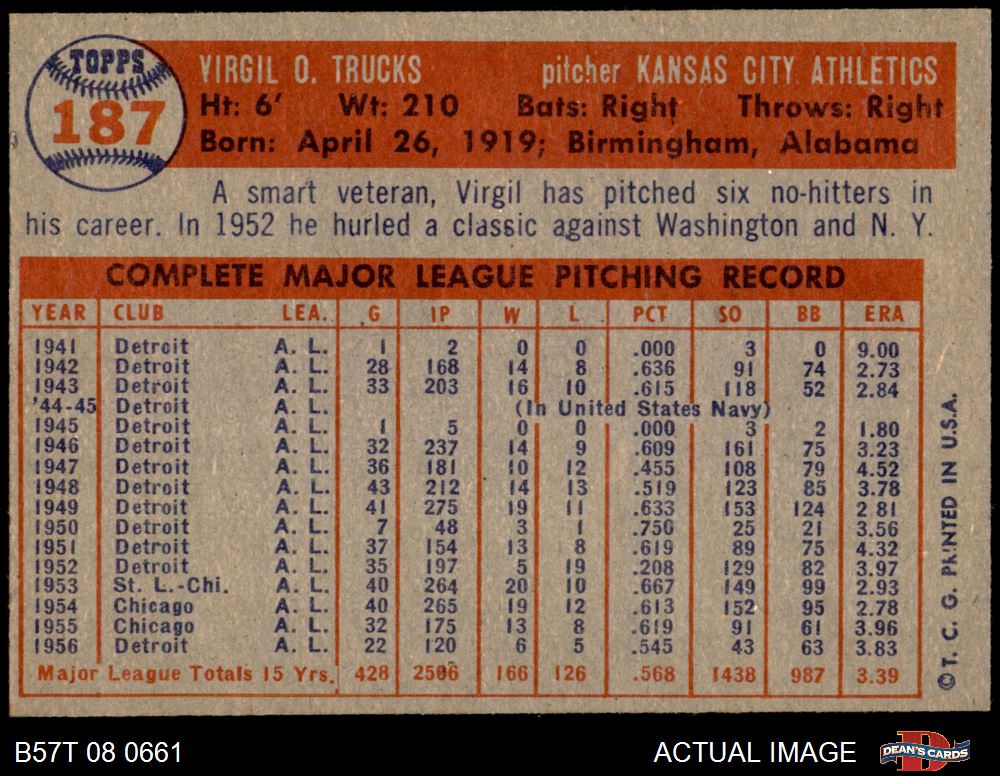 TOPPS
187
VIRGIL O. TRUCKS pitcher KANSAS CITY ATHLETICS
Ht: 6' Wt: 210 Bats: Right Throws: Right
Born: April 26, 1919; Birmingham, Alabama
A smart veteran, Virgil has pitched six no-hitters in
his career. In 1952 he hurled a classic against Washington and N. Y.
COMPLETE MAJOR LEAGUE PITCHING RECORD
YEAR CLUB LEA. G IP W L PCT SO BB ERA
1941 Detroit A. L. 1 2 0 0 .000 3 0 9.00
1942 Detroit A. L. 28 168 14 8 .636 91 74 2.73
1943 Detroit A. L. 33 203 16 10 .615 118 52 2.84
'44-45 Detroit A. L. (In United States Navy)
1945 Detroit A. L. 1 5 0 0 .000 3 2 1.80
1946 Detroit A. L. 32 237 14 9 .609 161 75 3.23
1947 Detroit A. L. 36 181 10 12 .455 108 79 4.52
1948 Detroit A. L. 43 212 14 13 .519 123 85 3.78
1949 Detroit A. L. 41 275 19 11 .633 153 124 2.81
1950 Detroit A. L. 7 48 3 1 .750 25 21 3.56
1951 Detroit A. L. 37 154 13 8 .619 89 75 4.32
1952 Detroit A. L. 35 197 5 19 .208 129 82 3.97
1953 St. L.-Chi. A. L. 40 264 20 10 .667 149 99 2.93
1954 Chicago A. L. 40 265 19 12 .613 152 95 2.78
1955 Chicago A. L. 32 175 13 8 .619 91 61 3.96
1956 Detroit A. L. 22 120 6 5 .545 43 63 3.83
Major League Totals 15 Yrs. 428 2506 166 126 .568 1438 987 3.39
©T. C. G. PRINTED IN U.S.A.
B57T 08 0661 ACTUAL IMAGE DEAN'S CARDS